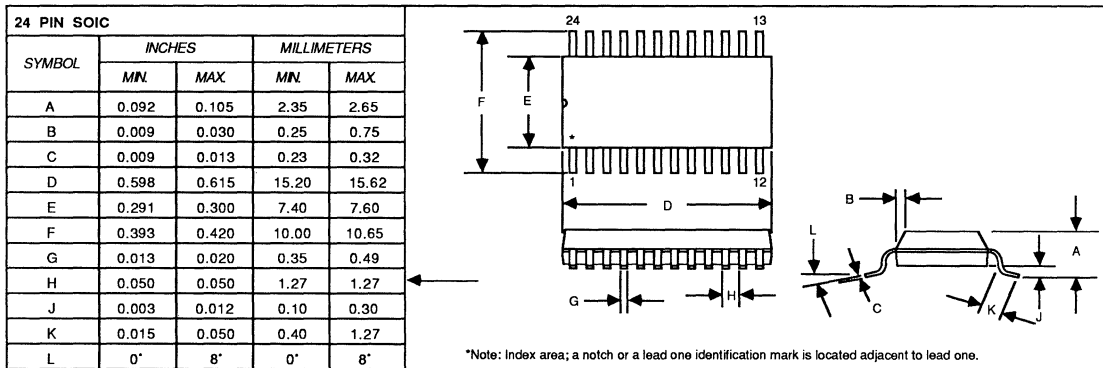 24 PIN SOIC
SYMBOL INCHES MILLIMETERS
MIN. MAX. MIN. MAX.
A 0.092 0.105 2.35 2.65
B 0.009 0.030 0.25 0.75
C 0.009 0.013 0.23 0.32
D 0.598 0.615 15.20 15.62
E 0.291 0.300 7.40 7.60
F 0.393 0.420 10.00 10.65
G 0.013 0.020 0.35 0.49
H 0.050 0.050 1.27 1.27
J 0.003 0.012 0.10 0.30
K 0.015 0.050 0.40 1.27
L 0° 8° 0° 8°
24 13
F E
*
1 12
D
G H
B
L A
C K J
*Note: Index area; a notch or a lead one identification mark is located adjacent to lead one.